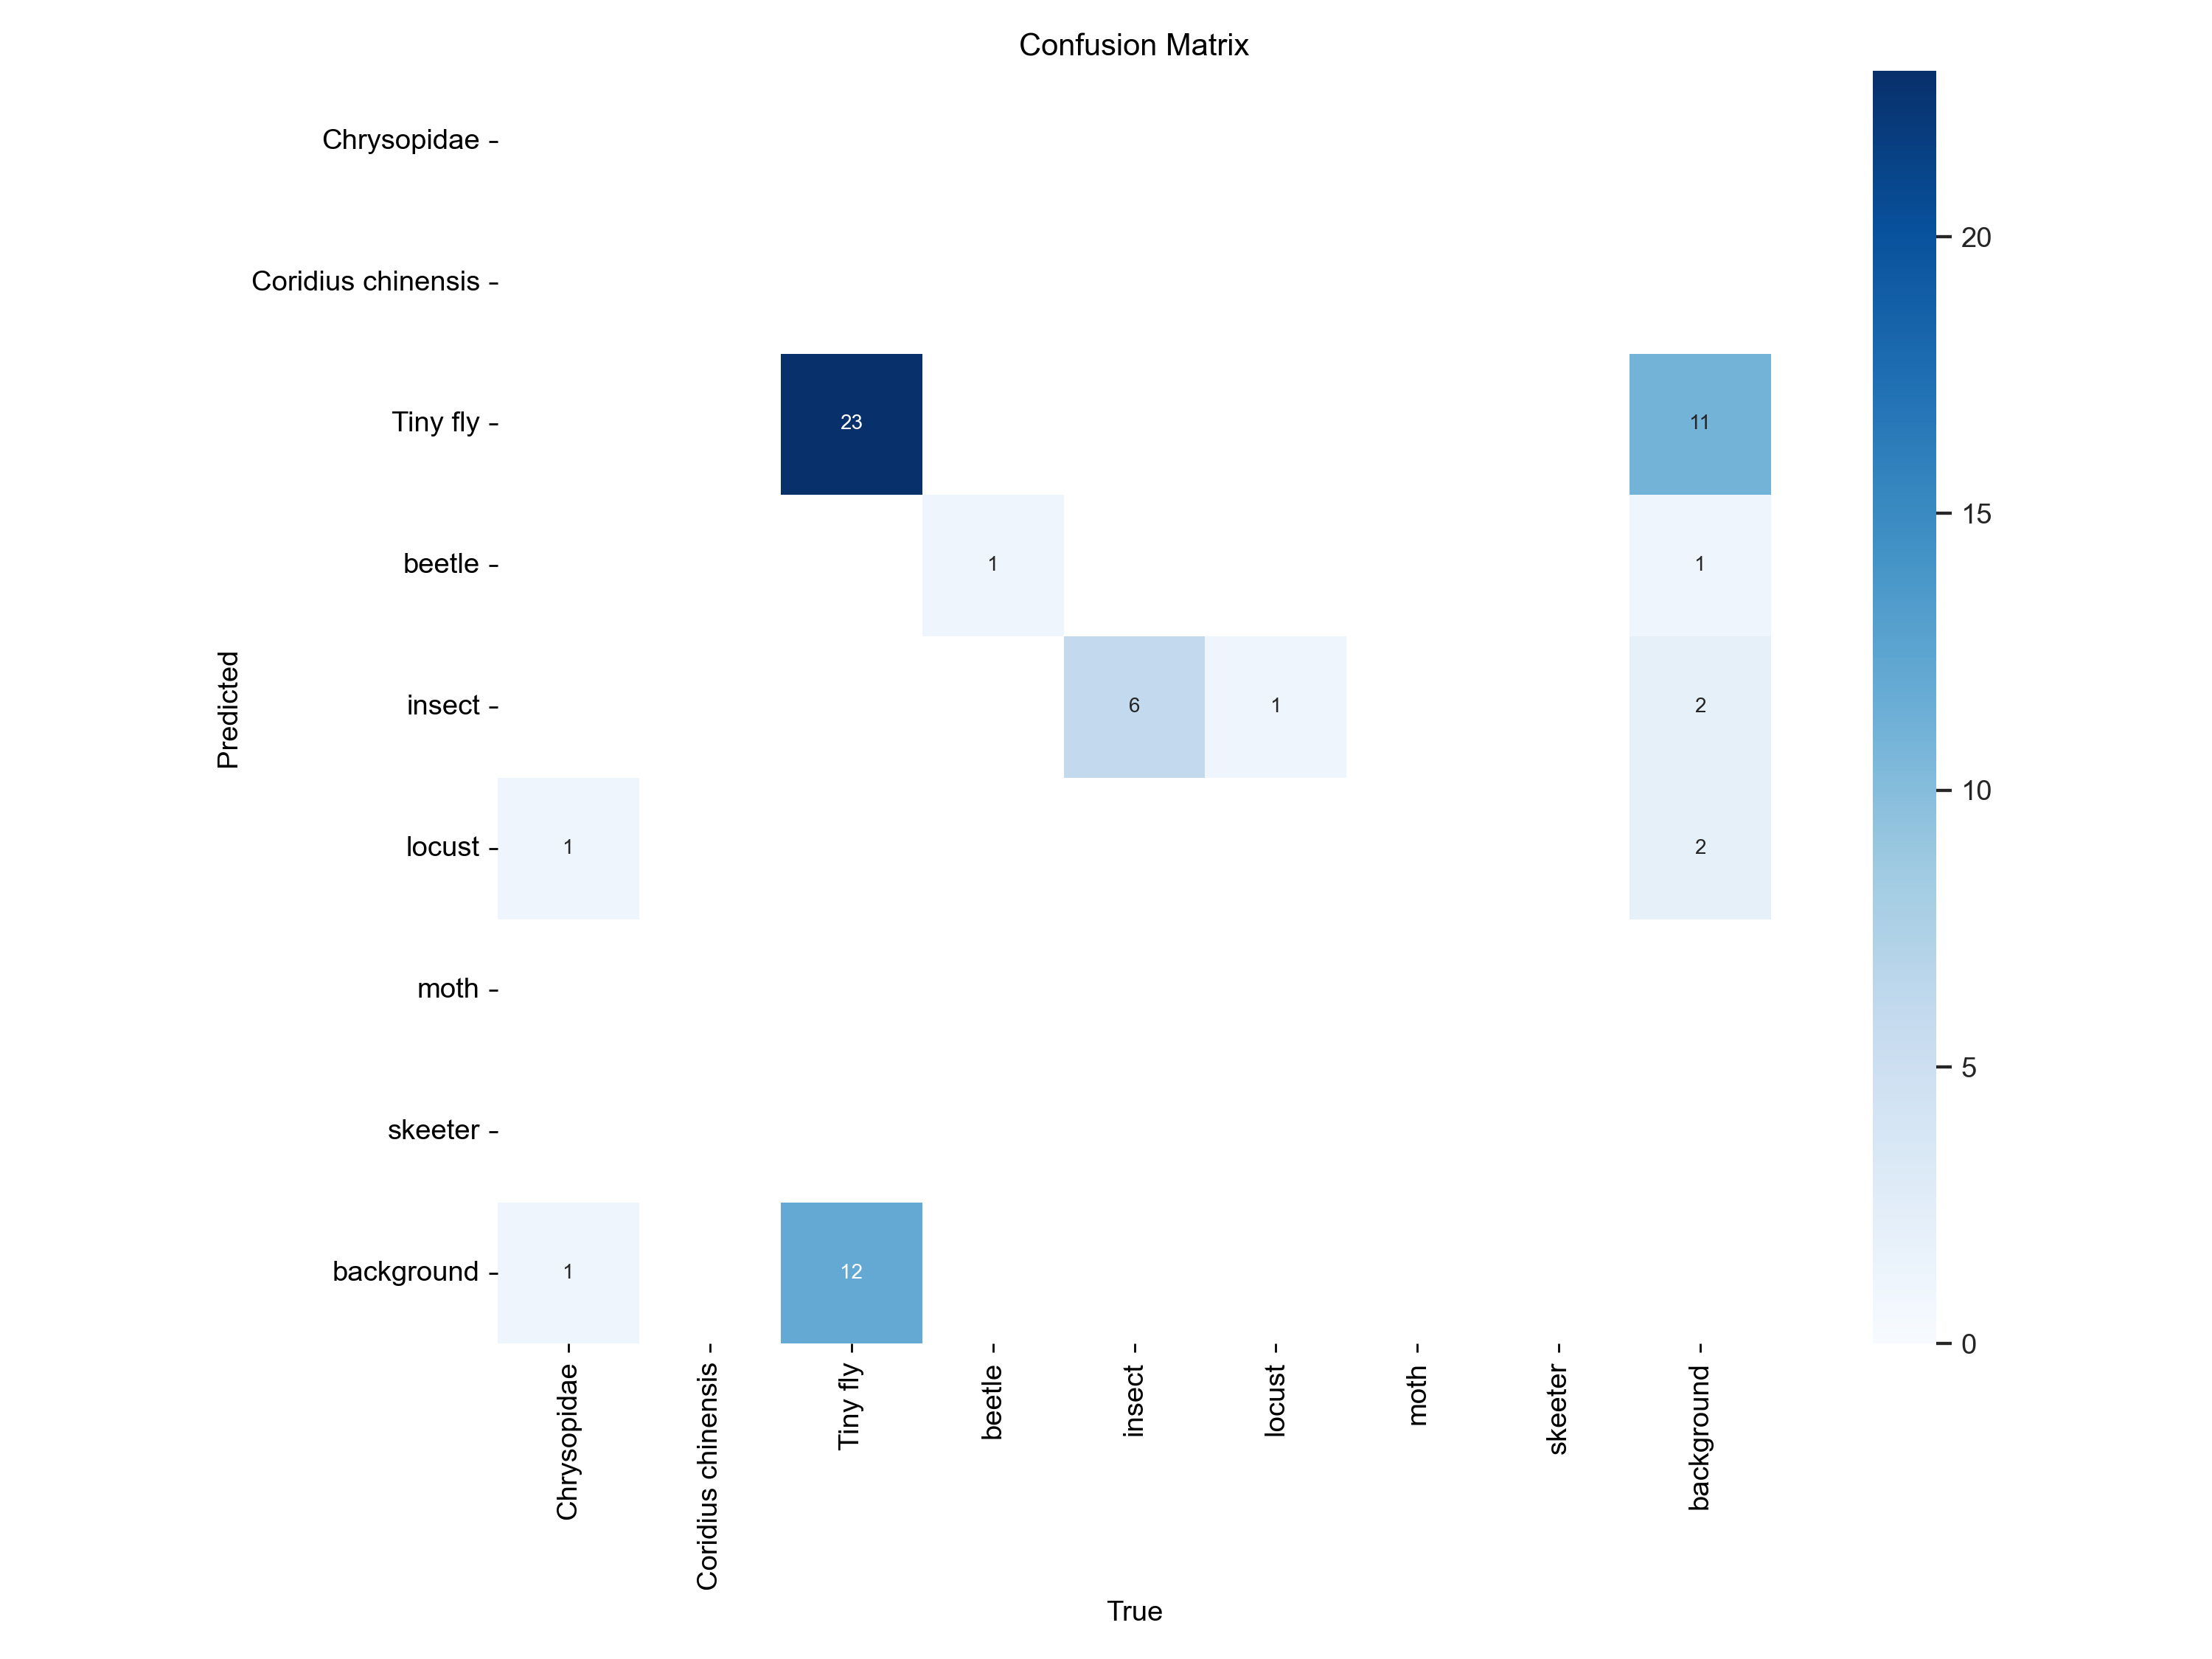 Confusion Matrix
Chrysopidae
Coridius chinensis
Tiny fly
23
11
beetle
1
1
insect
6
1
2
locust
1
2
moth
skeeter
background
1
12
Predicted
Chrysopidae
Coridius chinensis
Tiny fly
beetle
insect
locust
moth
skeeter
background
True
20
15
10
5
0